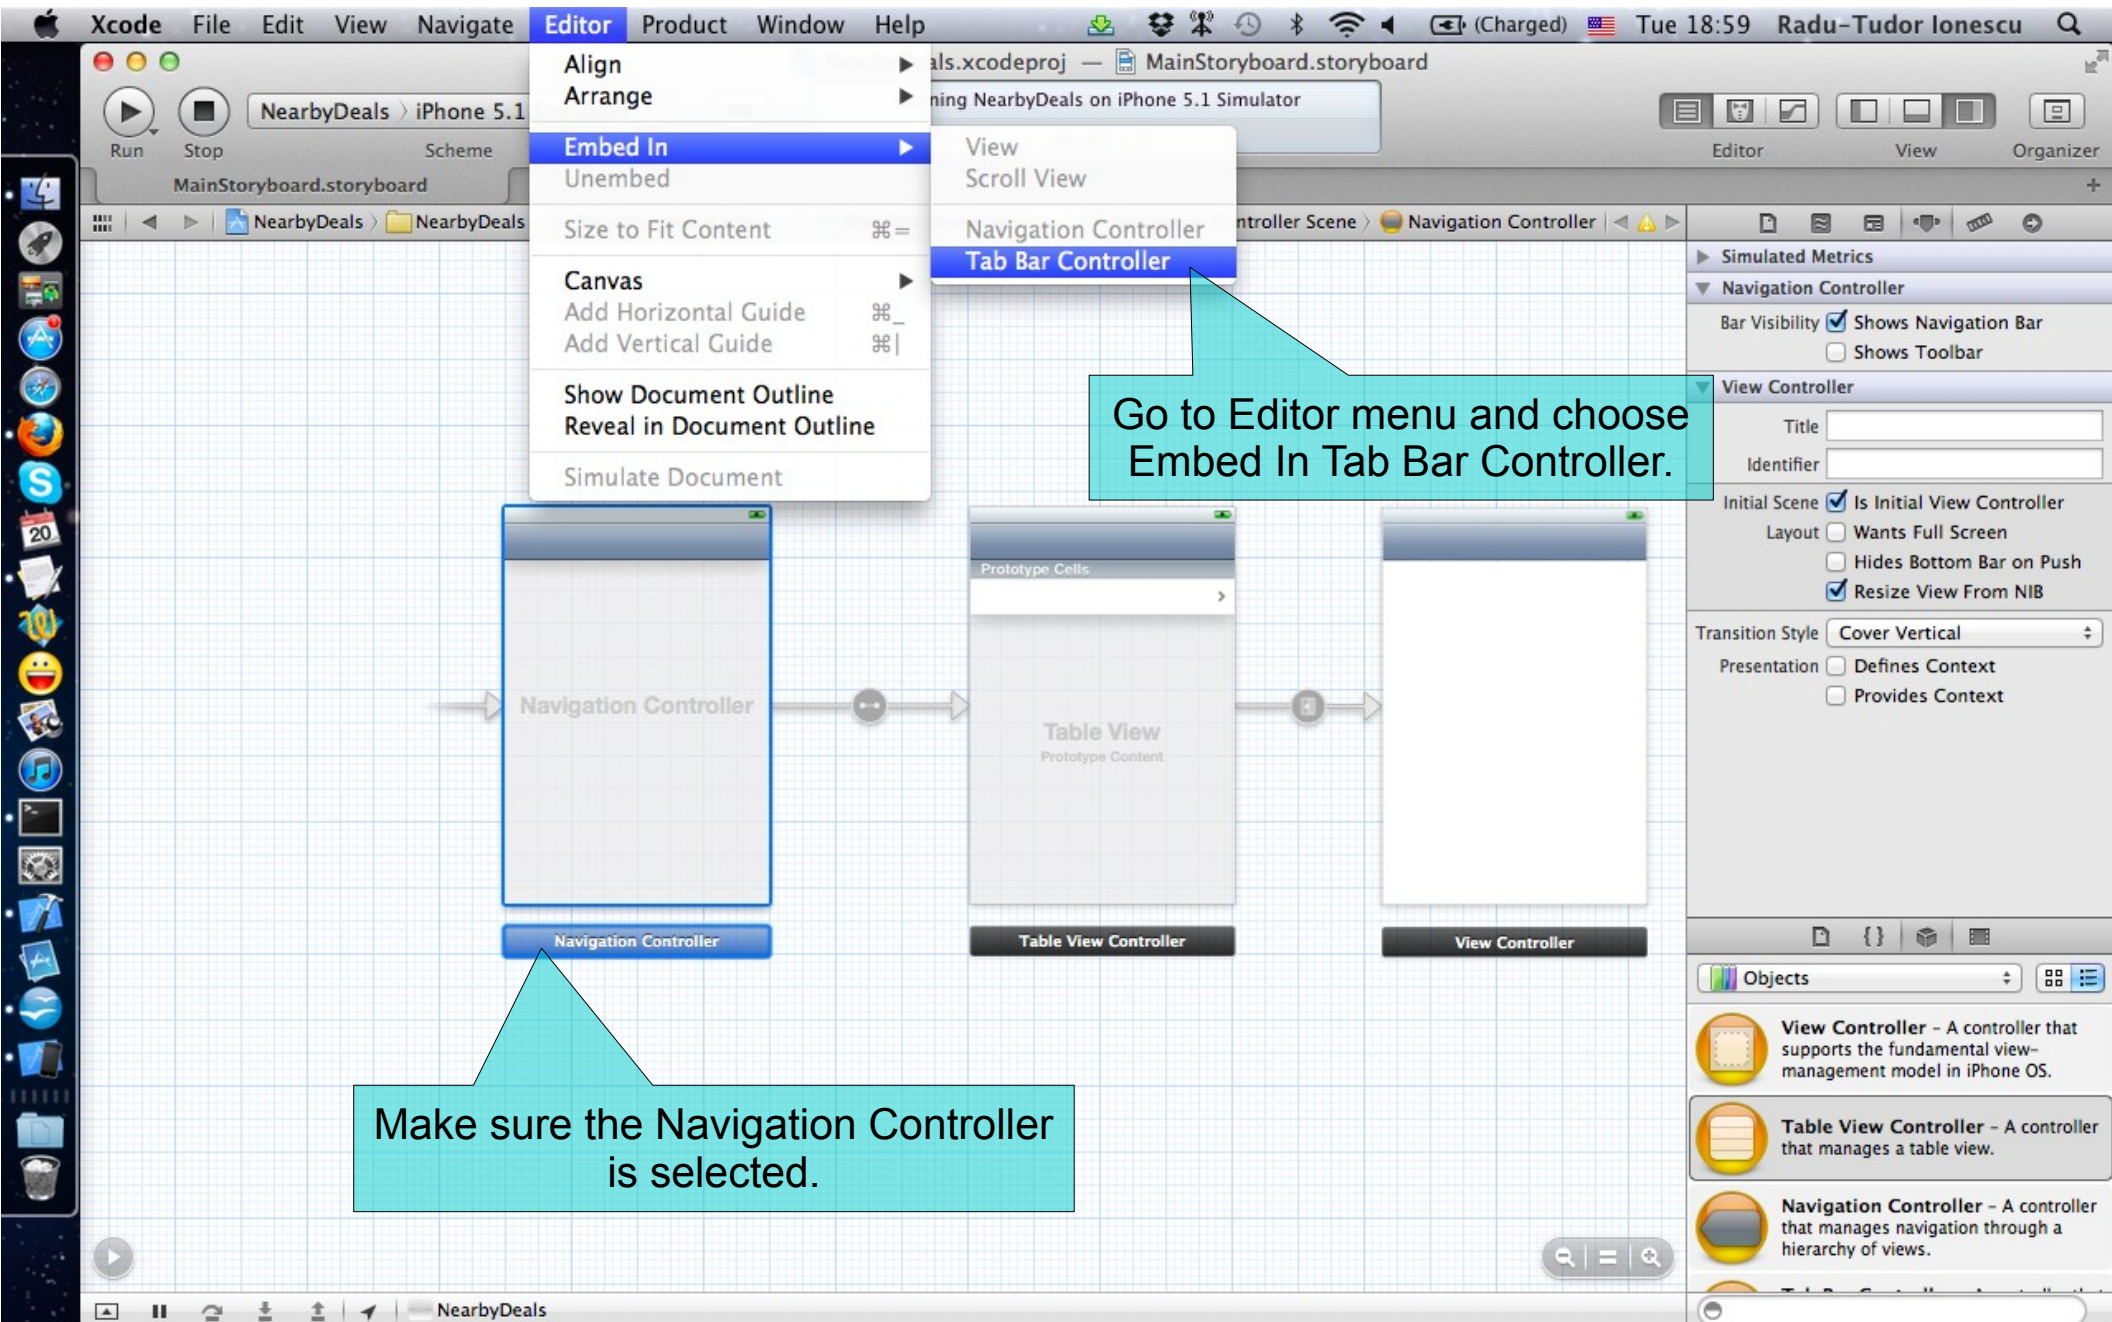 Xcode File Edit View Navigate Editor Product Window Help (Charged) Tue 18:59 Radu-Tudor Ionescu
als.xcodeproj — MainStoryboard.storyboard
NearbyDeals iPhone 5.1
ning NearbyDeals on iPhone 5.1 Simulator
Run Stop Scheme Editor View Organizer
MainStoryboard.storyboard
NearbyDeals NearbyDeals ntroller Scene Navigation Controller
Align
Arrange
Embed In
Unembed
Size to Fit Content ⌘=
Canvas
Add Horizontal Guide ⌘_
Add Vertical Guide ⌘|
Show Document Outline
Reveal in Document Outline
Simulate Document
View
Scroll View
Navigation Controller
Tab Bar Controller
Go to Editor menu and choose
Embed In Tab Bar Controller.
Simulated Metrics
Navigation Controller
Bar Visibility Shows Navigation Bar
Shows Toolbar
View Controller
Title
Identifier
Initial Scene Is Initial View Controller
Layout Wants Full Screen
Hides Bottom Bar on Push
Resize View From NIB
Transition Style Cover Vertical
Presentation Defines Context
Provides Context
20
Navigation Controller
Navigation Controller
Prototype Cells
Table View
Prototype Content
Table View Controller
View Controller
Make sure the Navigation Controller
is selected.
Objects
View Controller – A controller that
supports the fundamental view–
management model in iPhone OS.
Table View Controller – A controller
that manages a table view.
Navigation Controller – A controller
that manages navigation through a
hierarchy of views.
NearbyDeals